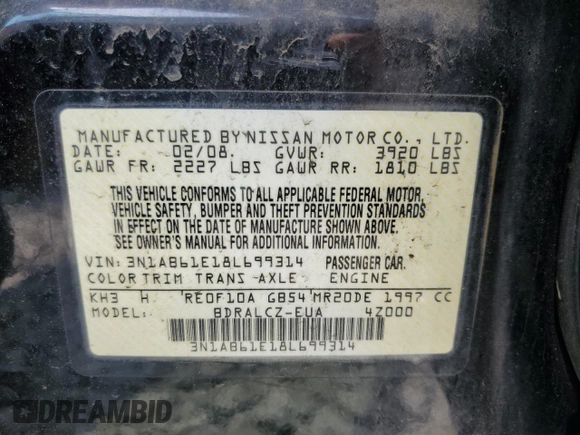 MANUFACTURED BY NISSAN MOTOR CO., LTD.
DATE: 02/08. GVWR: 3920 LBS
GAWR FR: 2227 LBS GAWR RR: 1810 LBS
THIS VEHICLE CONFORMS TO ALL APPLICABLE FEDERAL MOTOR
VEHICLE SAFETY, BUMPER AND THEFT PREVENTION STANDARDS
IN EFFECT ON THE DATE OF MANUFACTURE SHOWN ABOVE.
SEE OWNER'S MANUAL FOR ADDITIONAL INFORMATION.
VIN: 3N1AB61E18L699314 PASSENGER CAR.
COLOR TRIM TRANS AXLE ENGINE
KH3 H. RE0F10A GB54 MR20DE 1997 CC
MODEL: BDRALCZ-EUA 4Z000
3N1AB61E18L699314
DREAMBID